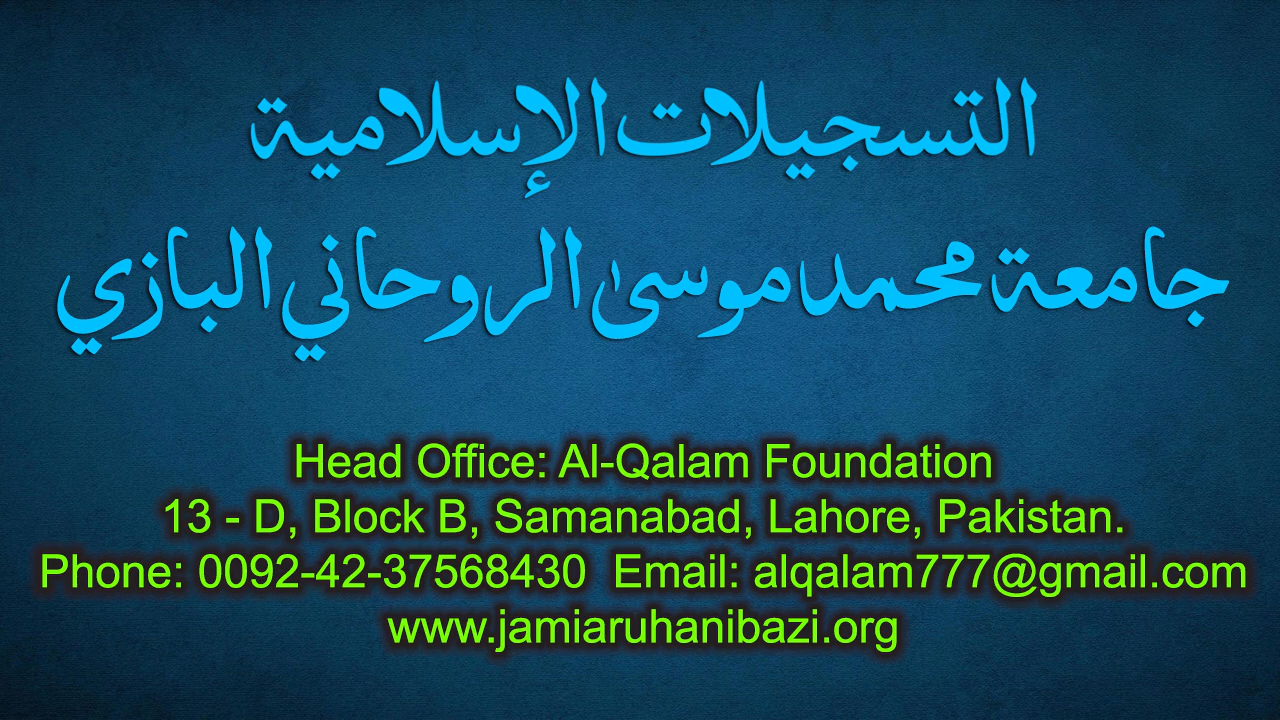 التسجيلات الإسلامية
جامعة محمد موسىٰ الروحاني البازي
Head Office: Al-Qalam Foundation
13 - D, Block B, Samanabad, Lahore, Pakistan.
Phone: 0092-42-37568430  Email: alqalam777@gmail.com
www.jamiaruhanibazi.org